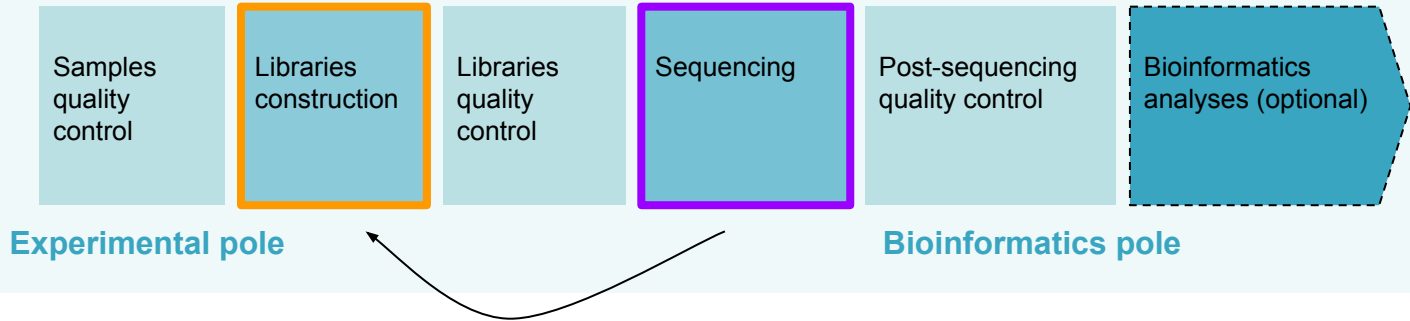 Samples
quality
control
Libraries
construction
Libraries
quality
control
Sequencing
Post-sequencing
quality control
Bioinformatics
analyses (optional)
Experimental pole
Bioinformatics pole